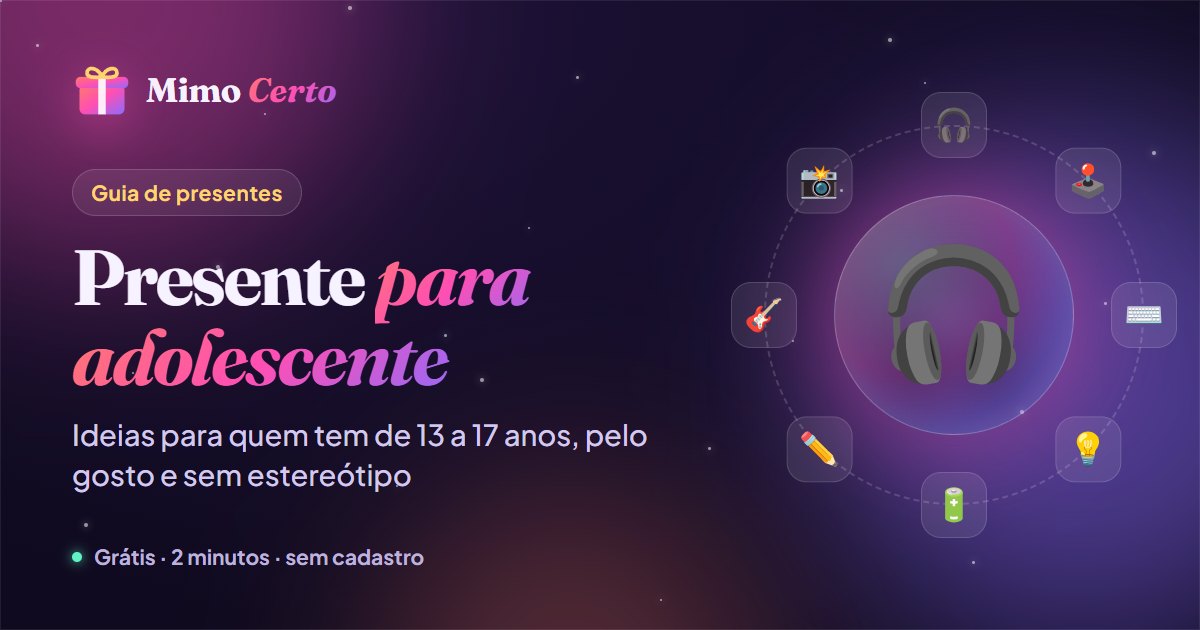 Mimo Certo
Guia de presentes
Presente para
adolescente
Ideias para quem tem de 13 a 17 anos, pelo
gosto e sem estereótipo
Grátis · 2 minutos · sem cadastro